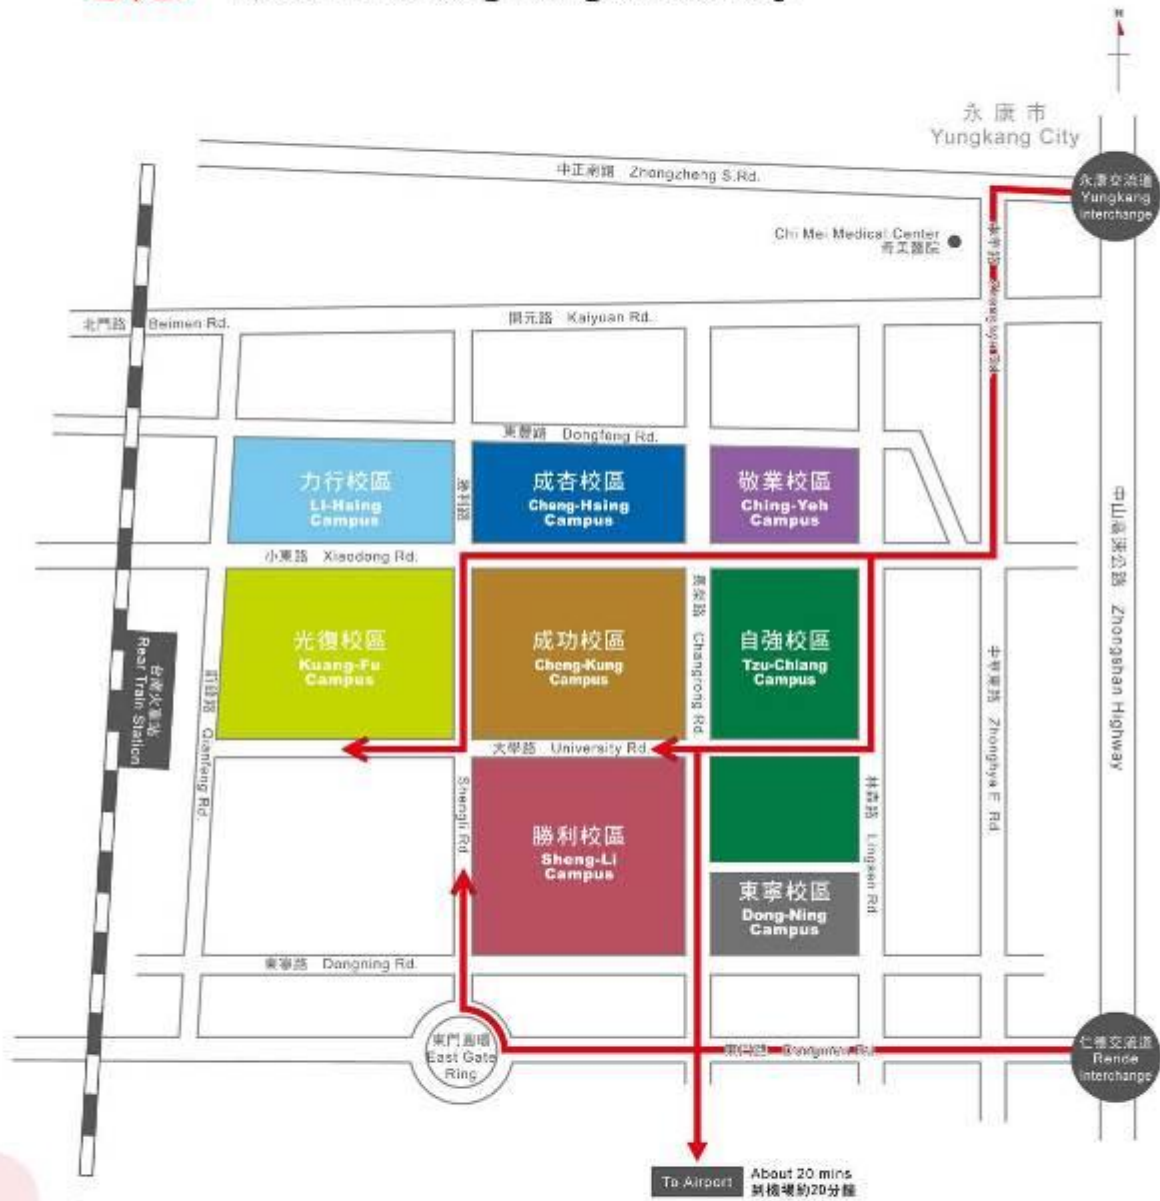 N
永康市
Yungkang City
中正南路 Zhongzheng S.Rd.
永康交流道
Yungkang
Interchange
Chi Mei Medical Center
奇美醫院
北門路 Beimen Rd.
開元路 Kaiyuan Rd.
東豐路 Dongfeng Rd.
力行校區
Li-Hsing
Campus
勝利路
成杏校區
Cheng-Hsing
Campus
敬業校區
Ching-Yeh
Campus
小東路 Xiaodong Rd.
中山高速公路 Zhongshan Highway
光復校區
Kuang-Fu
Campus
成功校區
Cheng-Kung
Campus
長榮路 Changrong Rd.
自強校區
Tzu-Chiang
Campus
台南火車站
Rear Train Station
前鋒路 Qianfeng Rd.
中華東路 Zhonghua E Rd.
大學路 University Rd.
Shengli Rd.
勝利校區
Sheng-Li
Campus
林森路 Lingsen Rd.
東寧校區
Dong-Ning
Campus
東寧路 Dongning Rd.
東門圓環
East Gate
Ring
東門路 Dongmen Rd.
仁德交流道
Rende
Interchange
To Airport
About 20 mins
到機場約20分鐘